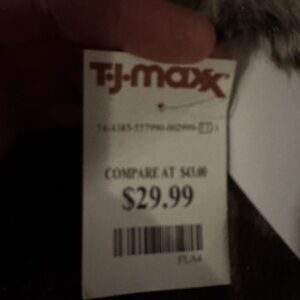 T·J·maxx
COMPARE AT $43.00
$29.99